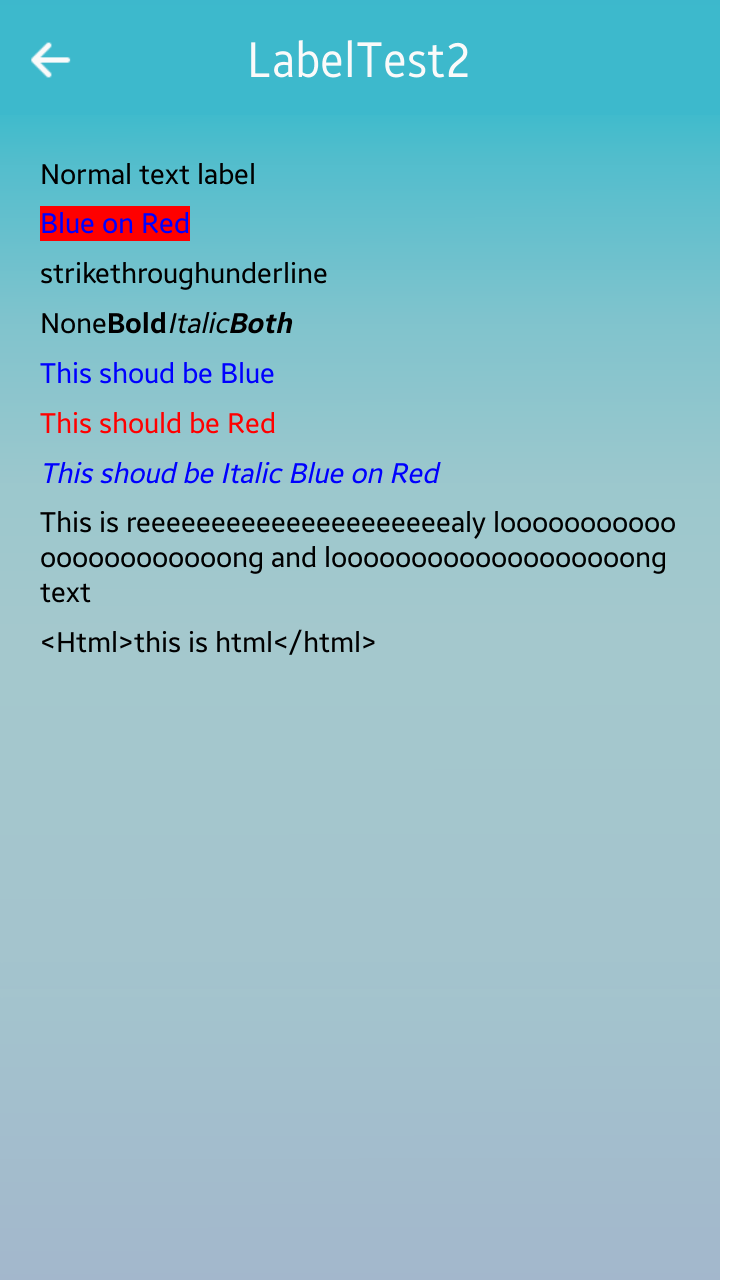 LabelTest2
Normal text label
Blue on Red
strikethroughunderline
NoneBoldItalicBoth
This shoud be Blue
This should be Red
This shoud be Italic Blue on Red
This is reeeeeeeeeeeeeeeeeeeeealy looooooooooo
ooooooooooooong and looooooooooooooooooong
text
<Html>this is html</html>